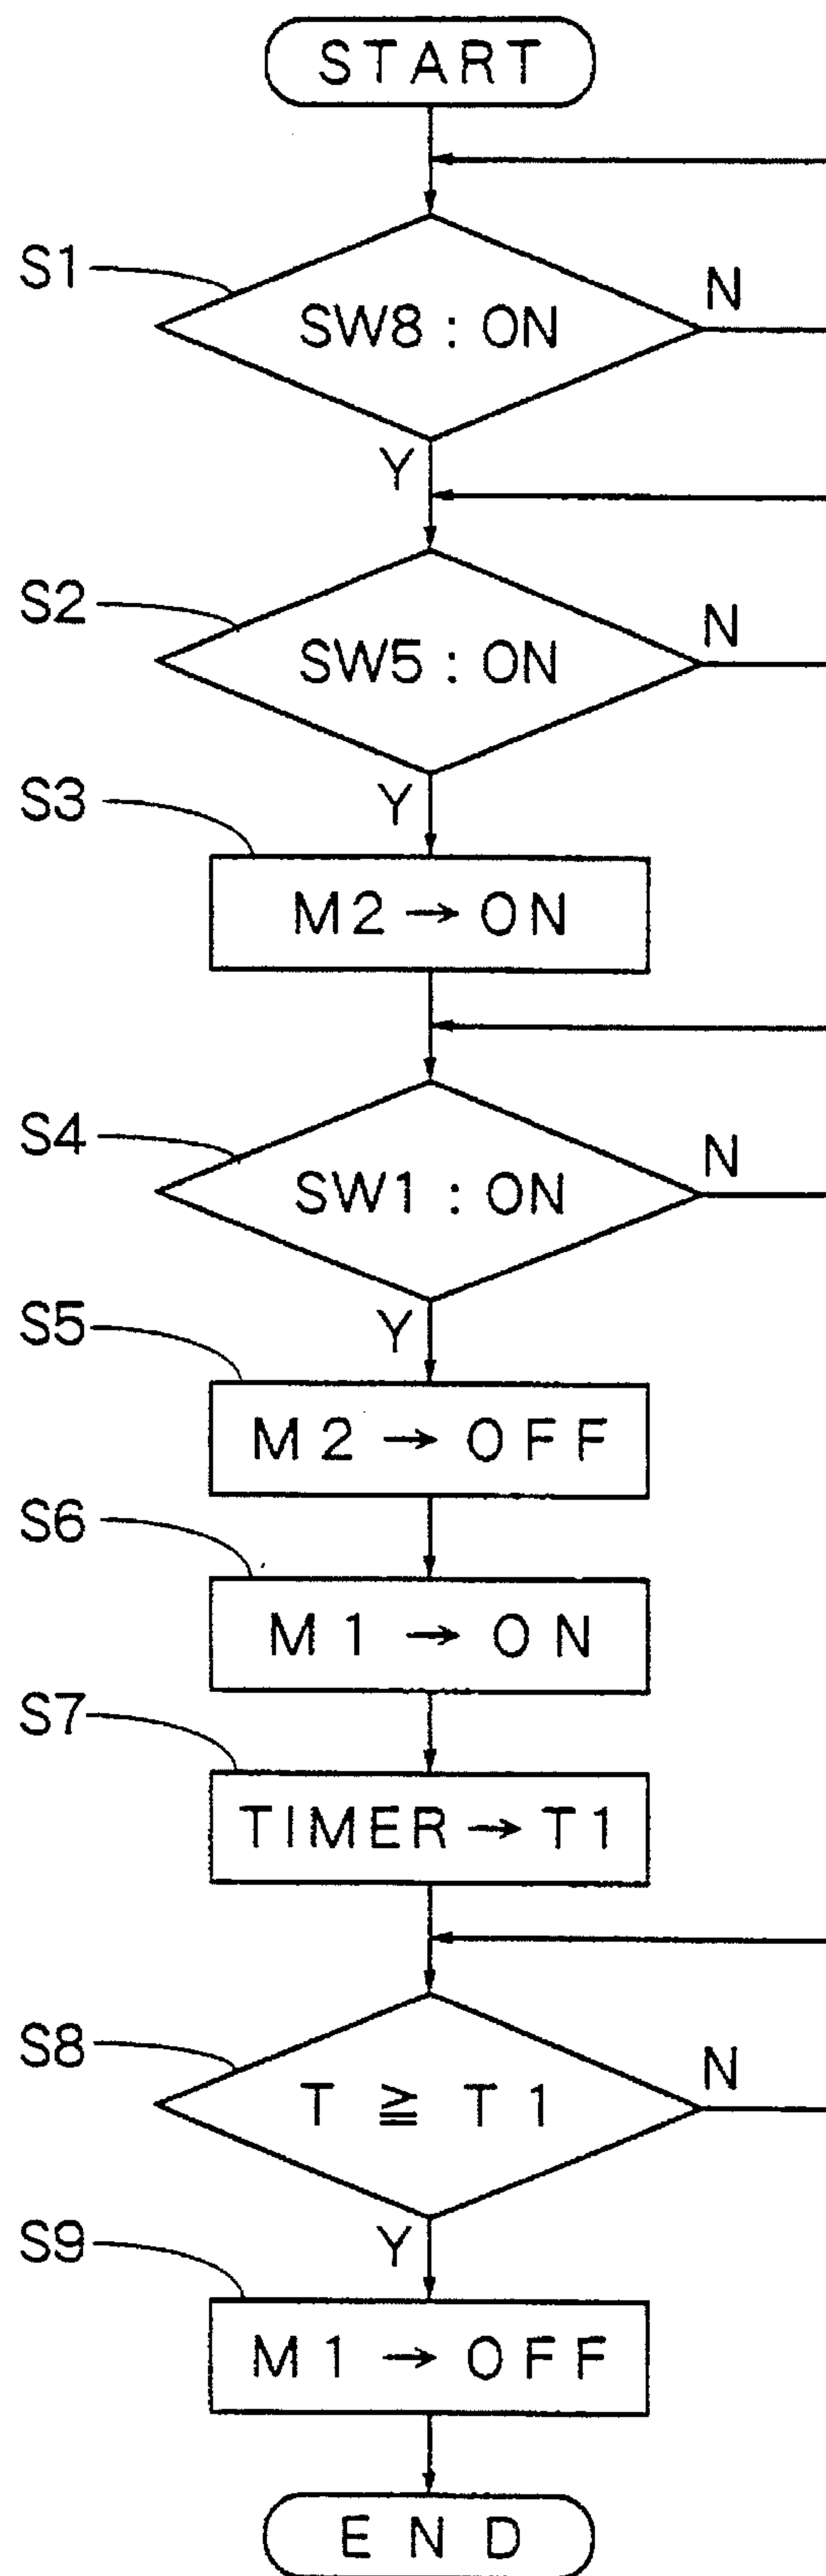 START
S1
SW8 : ON
N
Y
S2
SW5 : ON
N
Y
S3
M2 → ON
S4
SW1 : ON
N
Y
S5
M2 → OFF
S6
M1 → ON
S7
TIMER → T1
S8
T ≧ T1
N
Y
S9
M1 → OFF
END